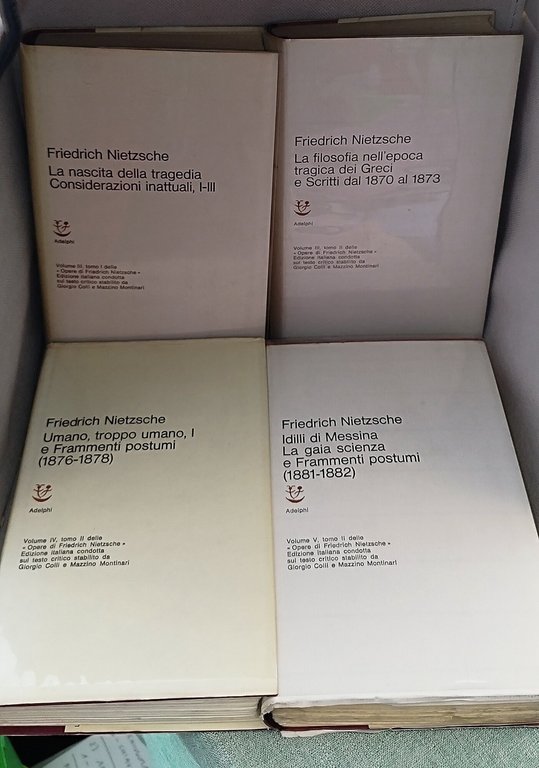 Friedrich Nietzsche
La nascita della tragedia
Considerazioni inattuali, I-III
Adelphi
Volume III, tomo I delle
« Opere di Friedrich Nietzsche »
Edizione italiana condotta
sul testo critico stabilito da
Giorgio Colli e Mazzino Montinari
Friedrich Nietzsche
La filosofia nell'epoca
tragica dei Greci
e Scritti dal 1870 al 1873
Adelphi
Volume III, tomo II delle
« Opere di Friedrich Nietzsche »
Edizione italiana condotta
sul testo critico stabilito da
Giorgio Colli e Mazzino Montinari
Friedrich Nietzsche
Umano, troppo umano, I
e Frammenti postumi
(1876-1878)
Adelphi
Volume IV, tomo II delle
« Opere di Friedrich Nietzsche »
Edizione italiana condotta
sul testo critico stabilito da
Giorgio Colli e Mazzino Montinari
Friedrich Nietzsche
Idilli di Messina
La gaia scienza
e Frammenti postumi
(1881-1882)
Adelphi
Volume V, tomo II delle
« Opere di Friedrich Nietzsche »
Edizione italiana condotta
sul testo critico stabilito da
Giorgio Colli e Mazzino Montinari